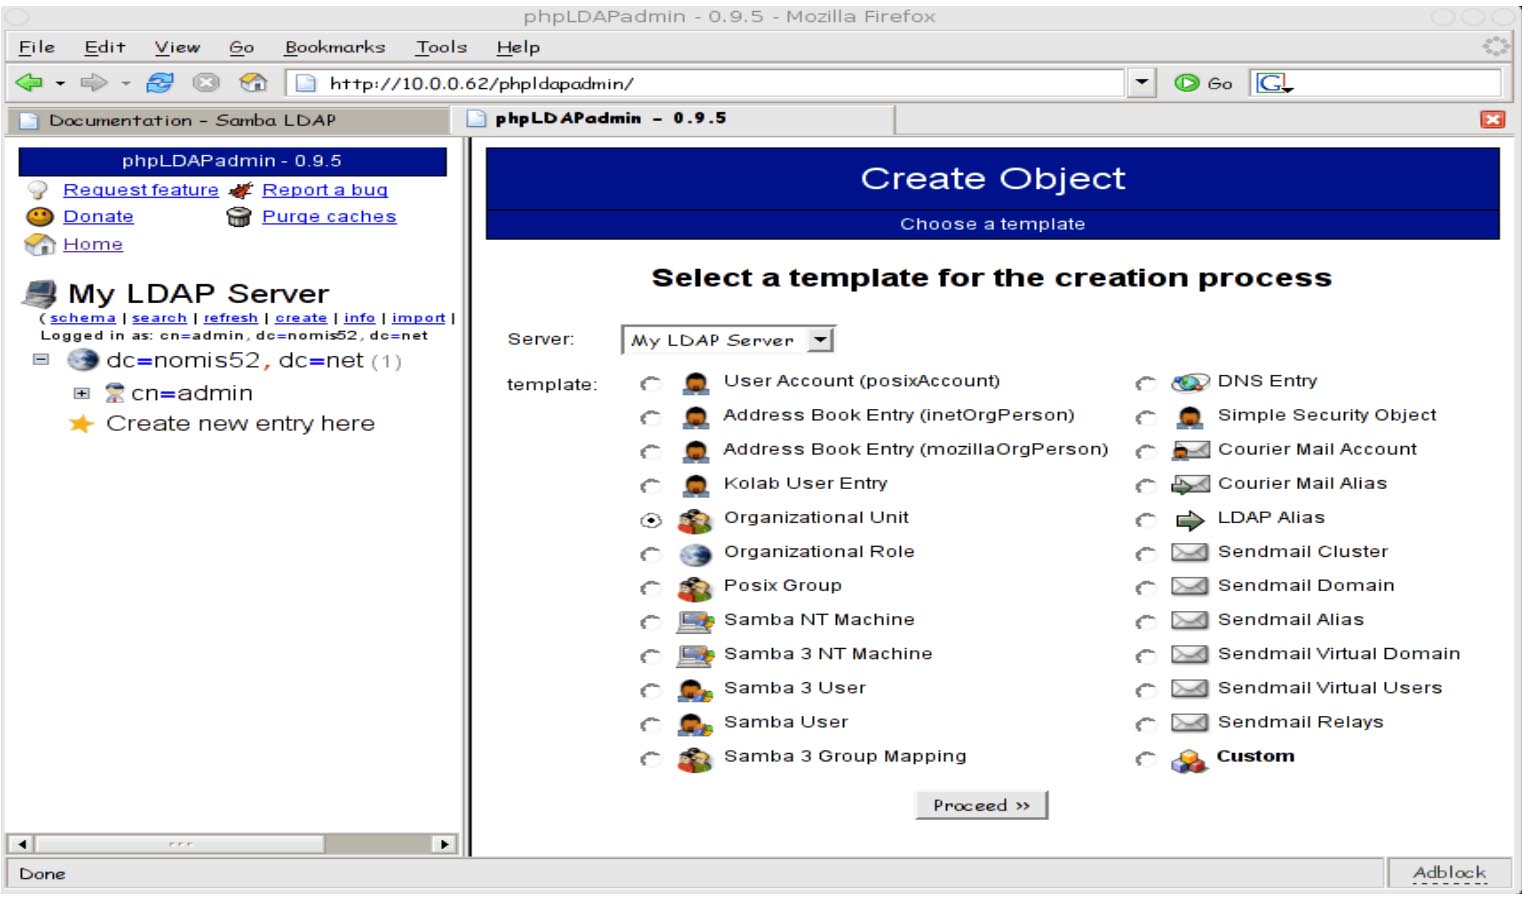 phpLDAPadmin - 0.9.5 - Mozilla Firefox
File Edit View Go Bookmarks Tools Help
http://10.0.0.62/phpldapadmin/ Go G
Documentation - Samba LDAP phpLDAPadmin - 0.9.5
phpLDAPadmin - 0.9.5
Request feature Report a bug
Donate Purge caches
Home
My LDAP Server
( schema | search | refresh | create | info | import |
Logged in as: cn=admin, dc=nomis52, dc=net
dc=nomis52, dc=net (1)
cn=admin
Create new entry here
Create Object
Choose a template
Select a template for the creation process
Server: My LDAP Server
template: User Account (posixAccount) DNS Entry
Address Book Entry (inetOrgPerson) Simple Security Object
Address Book Entry (mozillaOrgPerson) Courier Mail Account
Kolab User Entry Courier Mail Alias
Organizational Unit LDAP Alias
Organizational Role Sendmail Cluster
Posix Group Sendmail Domain
Samba NT Machine Sendmail Alias
Samba 3 NT Machine Sendmail Virtual Domain
Samba 3 User Sendmail Virtual Users
Samba User Sendmail Relays
Samba 3 Group Mapping Custom
Proceed >>
Done Adblock